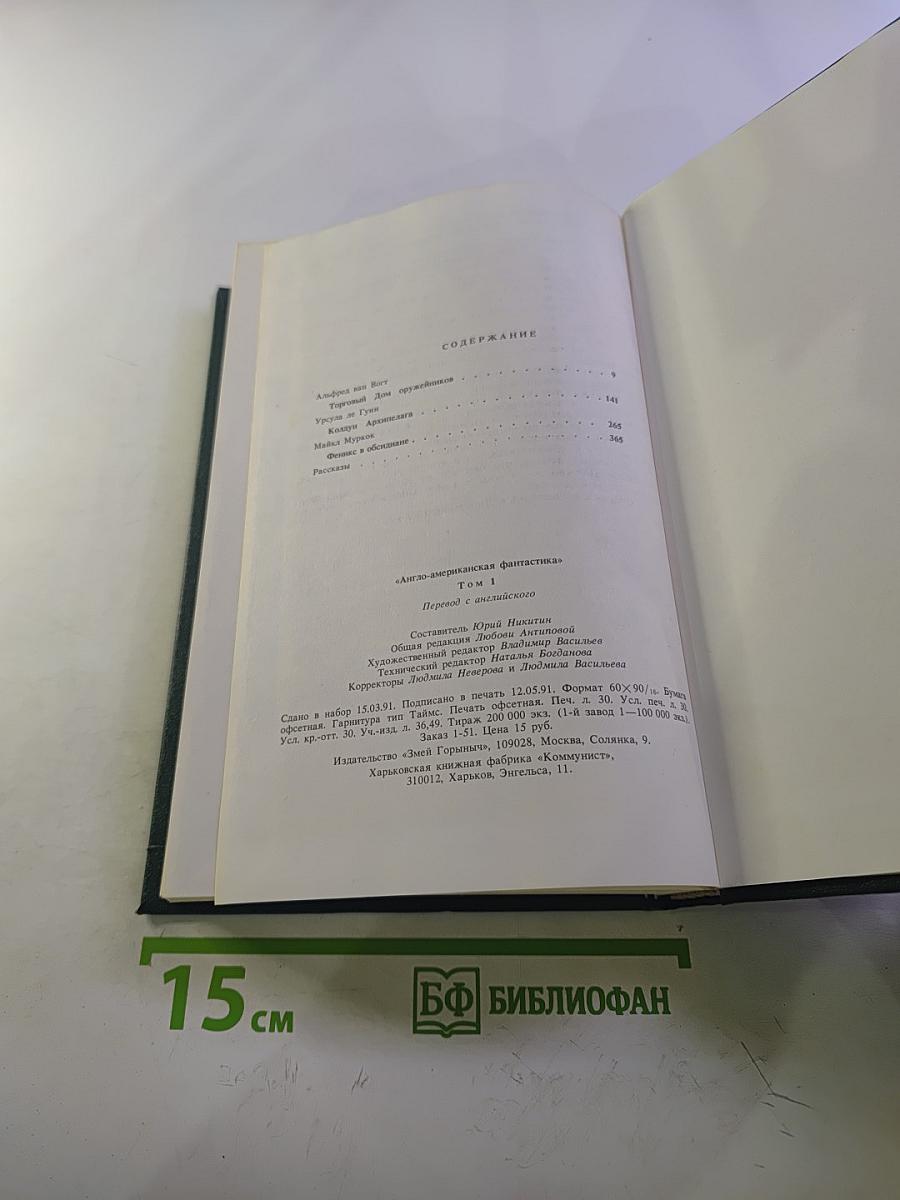 СОДЕРЖАНИЕ
Альфред ван Вогт
Торговый Дом оружейников . . . . . . . . . . . 9
Урсула ле Гуин
Колдун Архипелага . . . . . . . . . . . . . . 141
Майкл Муркок
Феникс в обсидиане . . . . . . . . . . . . . . 265
Рассказы . . . . . . . . . . . . . . . . . . 365
«Англо-американская фантастика»
Том 1
Перевод с английского
Составитель Юрий Никитин
Общая редакция Любови Антиповой
Художественный редактор Владимир Васильев
Технический редактор Наталья Богданова
Корректоры Людмила Неверова и Людмила Васильева
Сдано в набор 15.03.91. Подписано в печать 12.05.91. Формат 60×90/16. Бумага
офсетная. Гарнитура тип Таймс. Печать офсетная. Печ. л. 30. Усл. печ. л. 30.
Усл. кр.-отт. 30. Уч.-изд. л. 36,49. Тираж 200 000 экз. (1-й завод 1—100 000 экз.).
Заказ 1-51. Цена 15 руб.
Издательство «Змей Горыныч», 109028, Москва, Солянка, 9.
Харьковская книжная фабрика «Коммунист»,
310012, Харьков, Энгельса, 11.
15 см
БФ БИБЛИОФАН